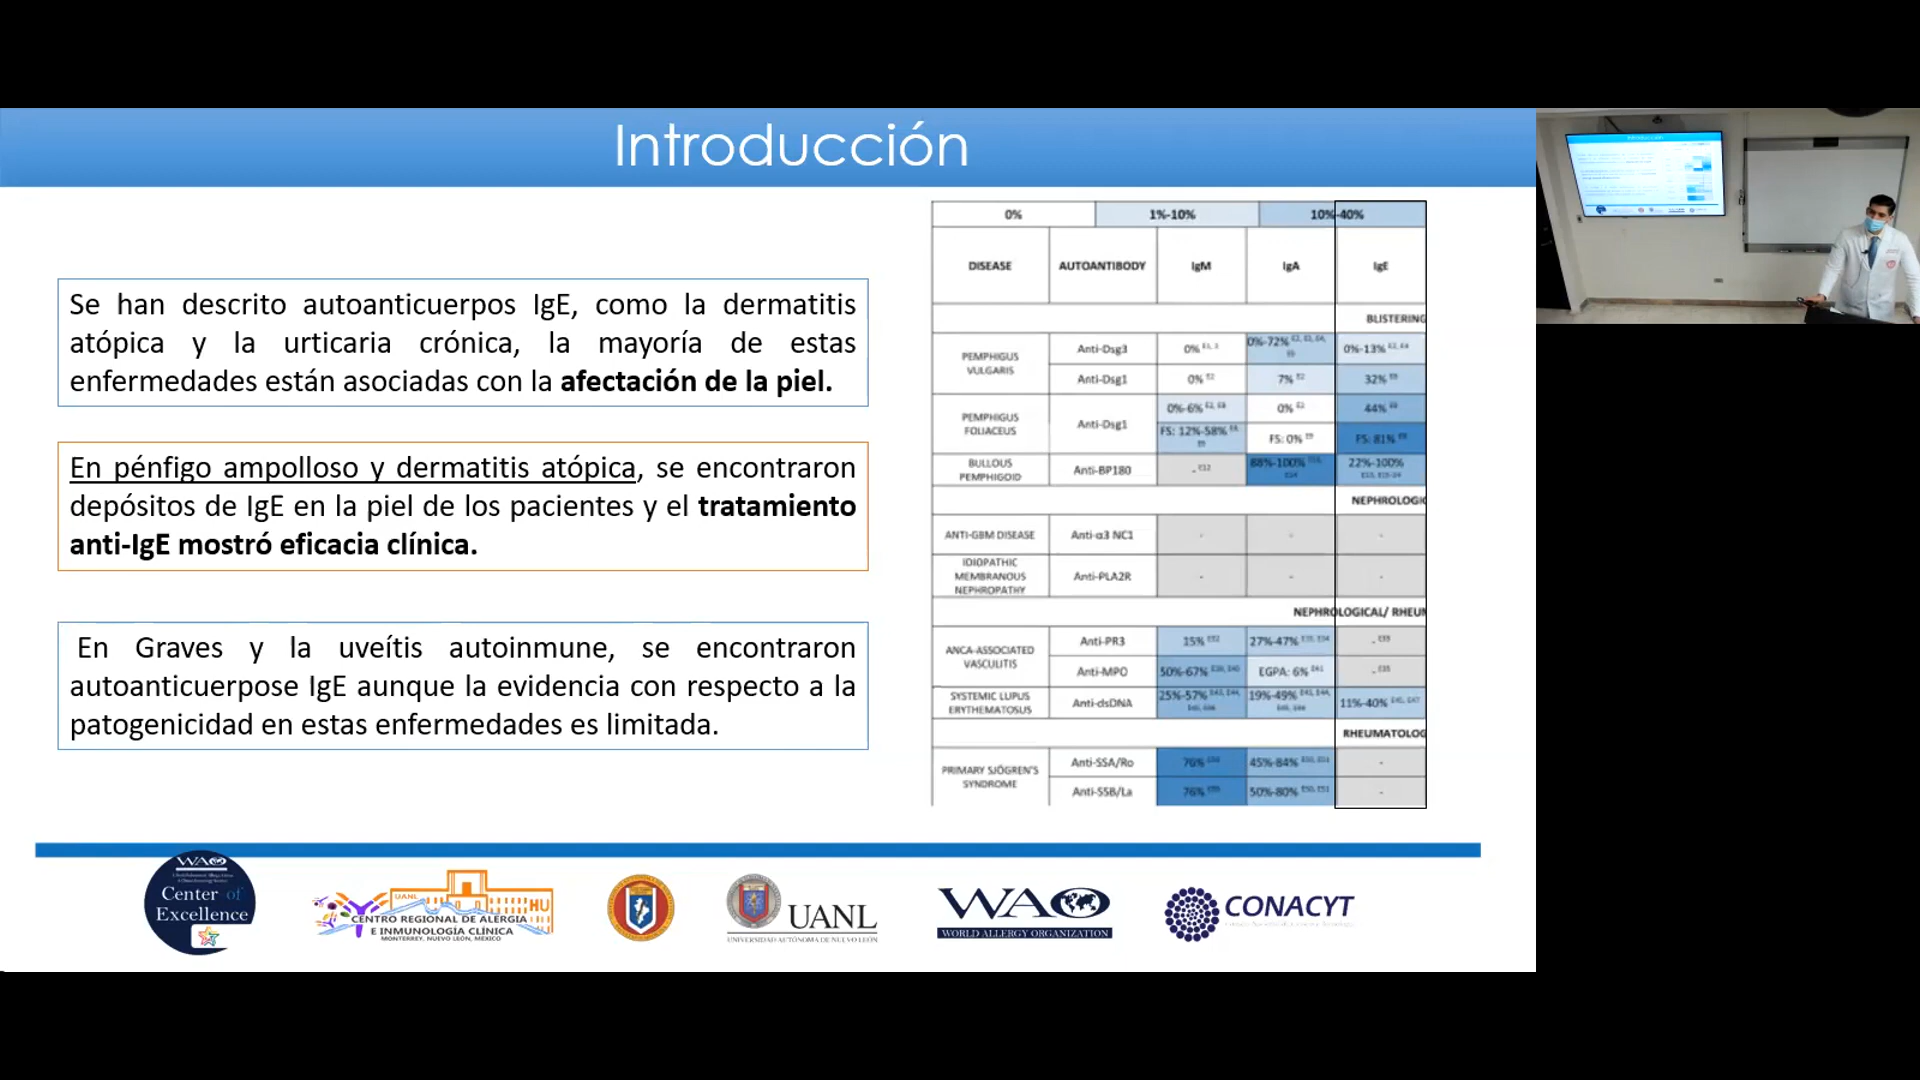 Introducción
Se han descrito autoanticuerpos IgE, como la dermatitis
atópica y la urticaria crónica, la mayoría de estas
enfermedades están asociadas con la afectación de la piel.
En pénfigo ampolloso y dermatitis atópica, se encontraron
depósitos de IgE en la piel de los pacientes y el tratamiento
anti-IgE mostró eficacia clínica.
En Graves y la uveítis autoinmune, se encontraron
autoanticuerpose IgE aunque la evidencia con respecto a la
patogenicidad en estas enfermedades es limitada.
0% 1%-10% 10%-40%
DISEASE AUTOANTIBODY IgM IgA IgE
BLISTERING
PEMPHIGUS
VULGARIS
Anti-Dsg3 0% 0%-72% 0%-13%
Anti-Dsg1 0% 7% 32%
PEMPHIGUS
FOLIACEUS
Anti-Dsg1
0%-6% 0% 44%
FS: 12%-58% FS: 0% FS: 81%
BULLOUS
PEMPHIGOID
Anti-BP180 - 88%-100% 22%-100%
NEPHROLOGIC
ANTI-GBM DISEASE Anti-α3 NC1 - - -
IDIOPATHIC
MEMBRANOUS
NEPHROPATHY
Anti-PLA2R - - -
NEPHROLOGICAL/ RHEUM
ANCA-ASSOCIATED
VASCULITIS
Anti-PR3 15% 27%-47% -
Anti-MPO 50%-67% EGPA: 6% -
SYSTEMIC LUPUS
ERYTHEMATOSUS
Anti-dsDNA 25%-57% 19%-49% 11%-40%
RHEUMATOLOG
PRIMARY SJÖGREN'S
SYNDROME
Anti-SSA/Ro 76% 45%-84% -
Anti-SSB/La 76% 50%-80% -
WAO
Center of
Excellence
UANL HU
CENTRO REGIONAL DE ALERGIA
E INMUNOLOGÍA CLÍNICA
MONTERREY, NUEVO LEÓN, MÉXICO
UANL
UNIVERSIDAD AUTÓNOMA DE NUEVO LEÓN
WAO
WORLD ALLERGY ORGANIZATION
CONACYT